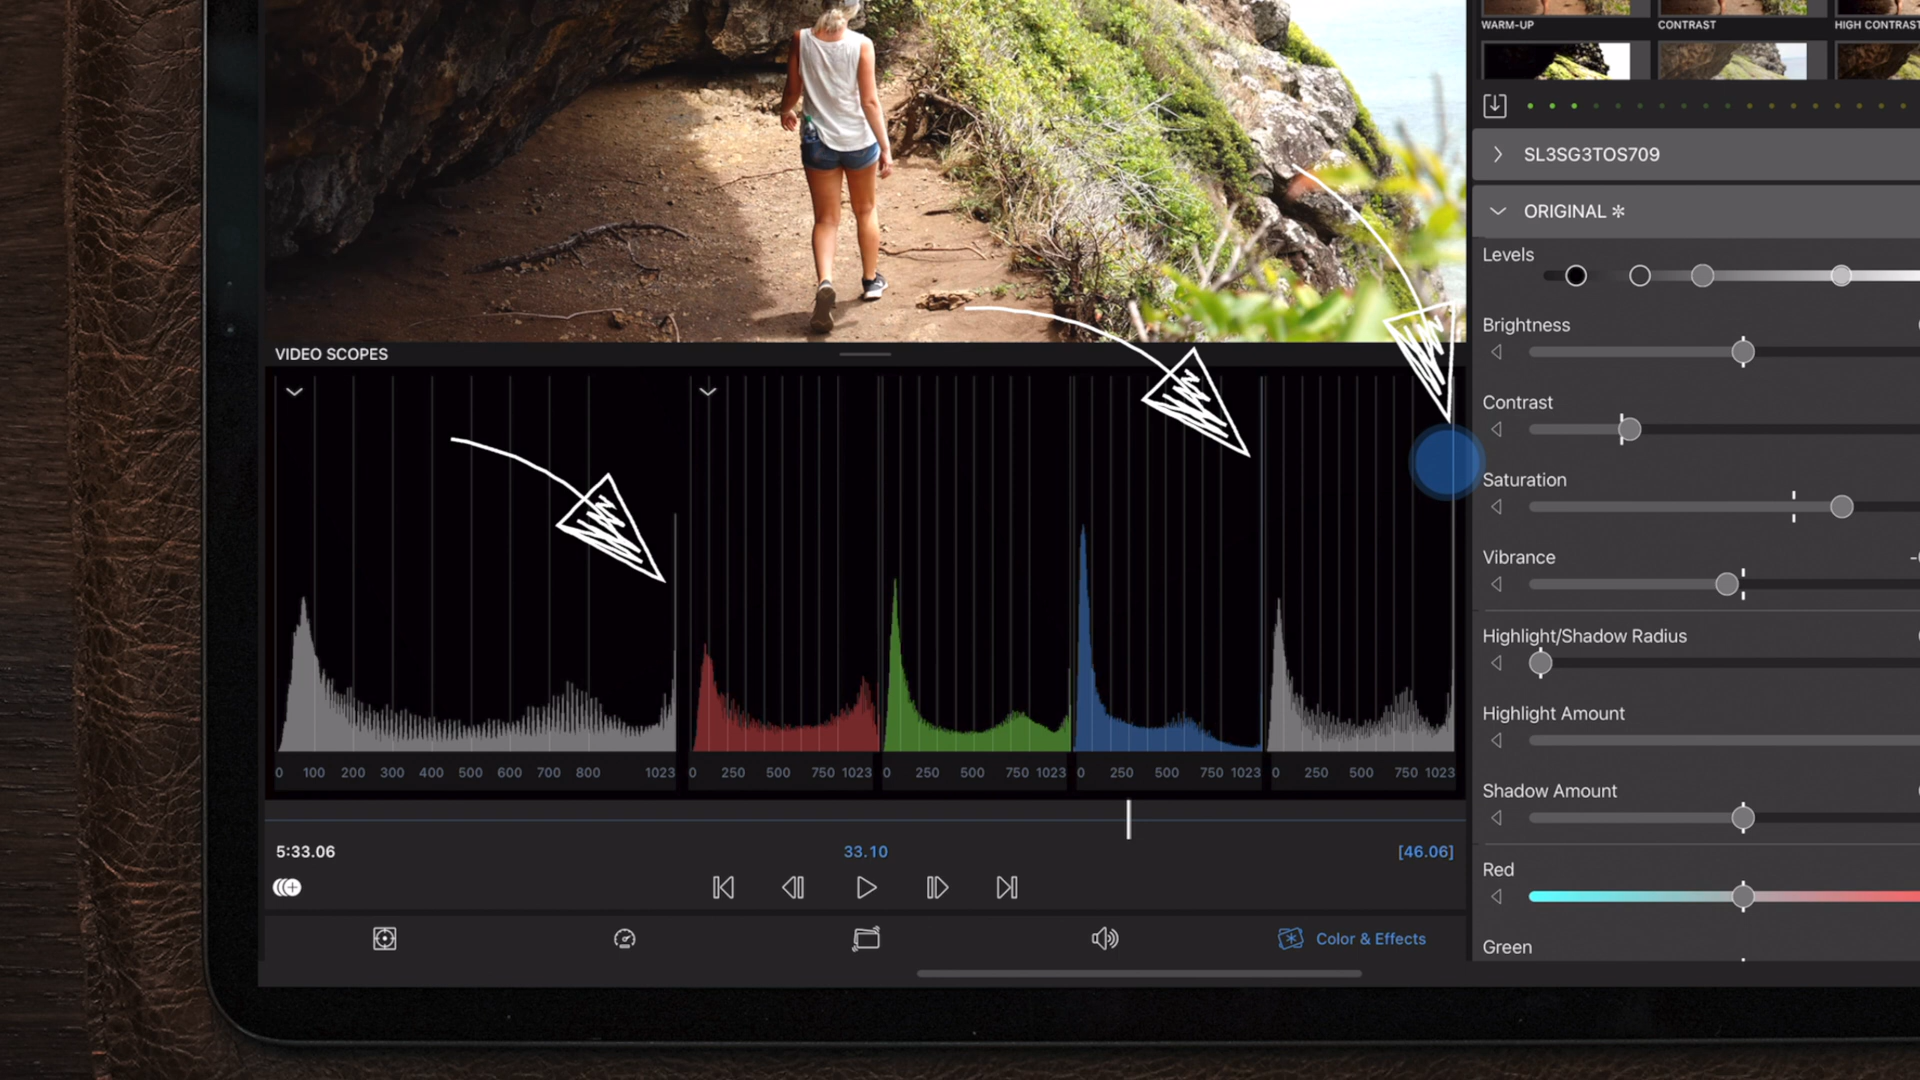 WARM-UP CONTRAST HIGH CONTRAST
SL3SG3TOS709
ORIGINAL ✻
Levels
Brightness
Contrast
Saturation
Vibrance
Highlight/Shadow Radius
Highlight Amount
Shadow Amount
Red
Green
VIDEO SCOPES
0 100 200 300 400 500 600 700 800 1023
0 250 500 750 1023
0 250 500 750 1023
0 250 500 750 1023
0 250 500 750 1023
5:33.06 33.10 [46.06]
Color & Effects